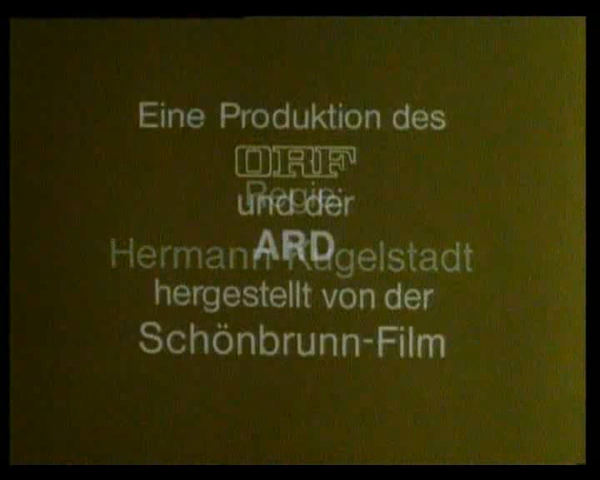 Eine Produktion des
ORF
Regie:
und der
ARD
Hermann Kugelstadt
hergestellt von der
Schönbrunn-Film